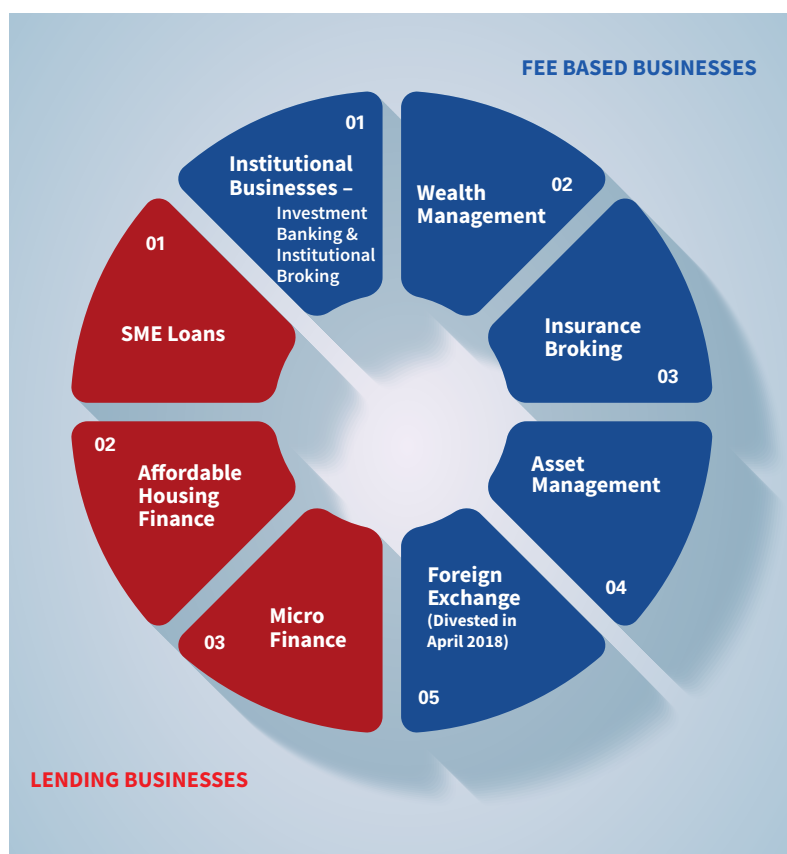 FEE BASED BUSINESSES
01
Institutional
Businesses –
Investment
Banking &
Institutional
Broking
02
Wealth
Management
Insurance
Broking
03
Asset
Management
04
Foreign
Exchange
(Divested in
April 2018)
05
01
SME Loans
02
Affordable
Housing
Finance
Micro
Finance
03
LENDING BUSINESSES